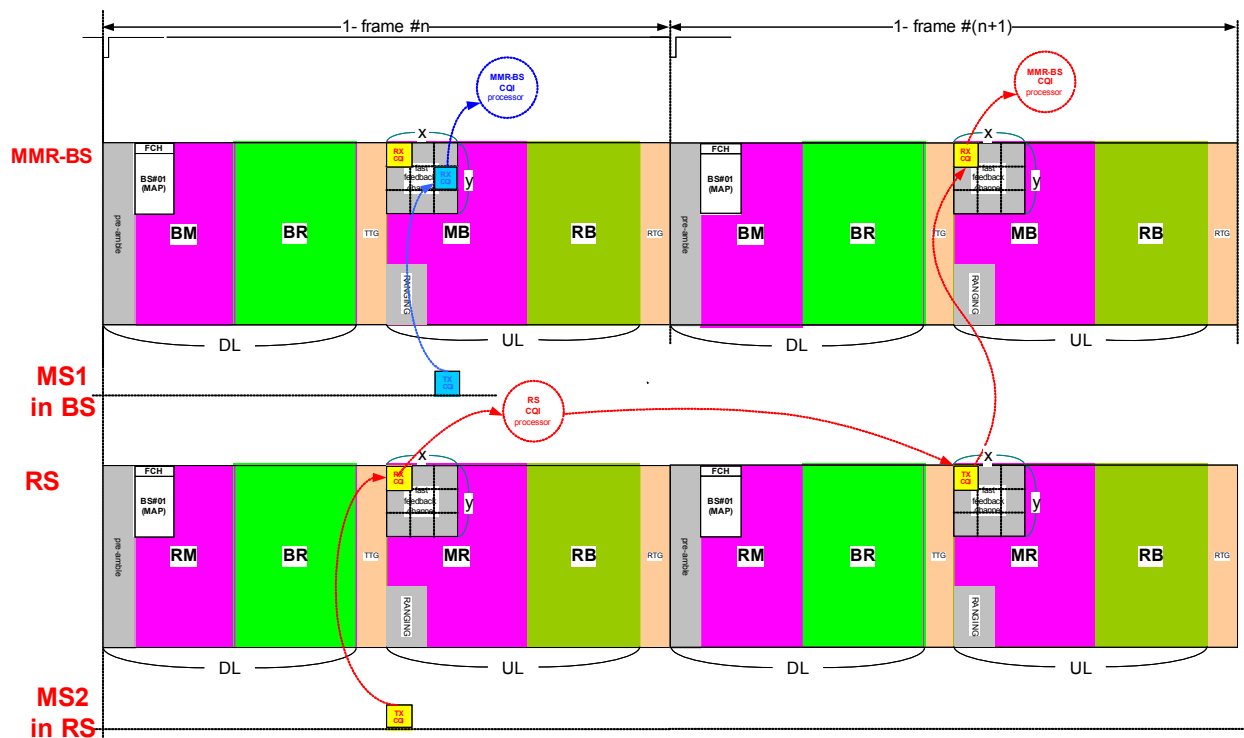 1- frame #n
1- frame #(n+1)
MMR-BS
CQI
processor
MMR-BS
CQI
processor
MMR-BS
pre-amble
FCH
BS#01
(MAP)
BM
BR
TTG
x
RX
CQI
fast
feedback
channel
RX
CQI
y
MB
RANGING
RB
RTG
pre-amble
FCH
BS#01
(MAP)
BM
BR
TTG
x
RX
CQI
fast
feedback
channel
y
MB
RANGING
RB
RTG
DL
UL
DL
UL
MS1
in BS
TX
CQI
RS
CQI
processor
RS
pre-amble
FCH
BS#01
(MAP)
RM
BR
TTG
x
RX
CQI
fast
feedback
channel
y
MR
RANGING
RB
RTG
pre-amble
FCH
BS#01
(MAP)
RM
BR
TTG
x
TX
CQI
fast
feedback
channel
y
MR
RANGING
RB
RTG
DL
UL
DL
UL
MS2
in RS
TX
CQI